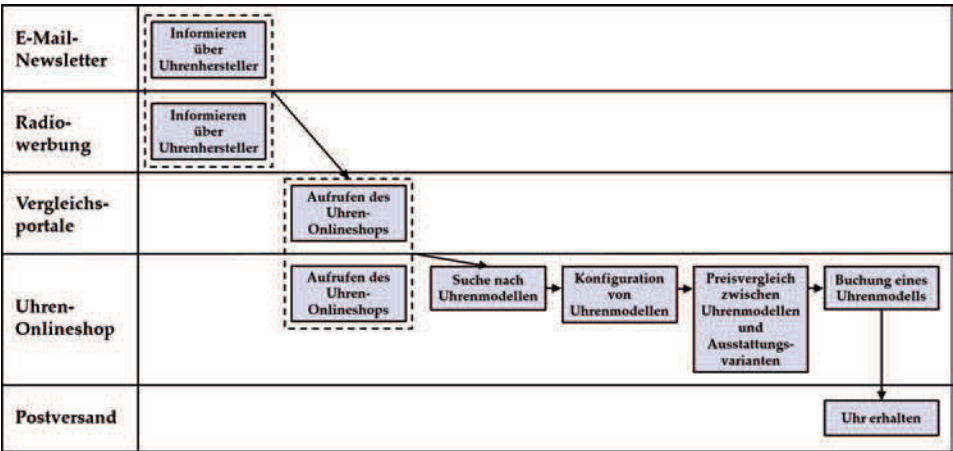 E-Mail-
Newsletter
Informieren
über
Uhrenhersteller
Radio-
werbung
Informieren
über
Uhrenhersteller
Vergleichs-
portale
Aufrufen des
Uhren-
Onlineshops
Uhren-
Onlineshop
Aufrufen des
Uhren-
Onlineshops
Suche nach
Uhrenmodellen
Konfiguration
von
Uhrenmodellen
Preisvergleich
zwischen
Uhrenmodellen
und
Ausstattungs-
varianten
Buchung eines
Uhrenmodells
Postversand
Uhr erhalten